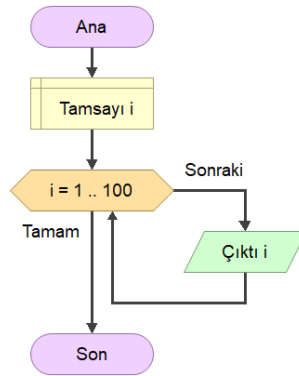 Ana
Tamsayı i
i = 1 .. 100
Sonraki
Tamam
Çıktı i
Son